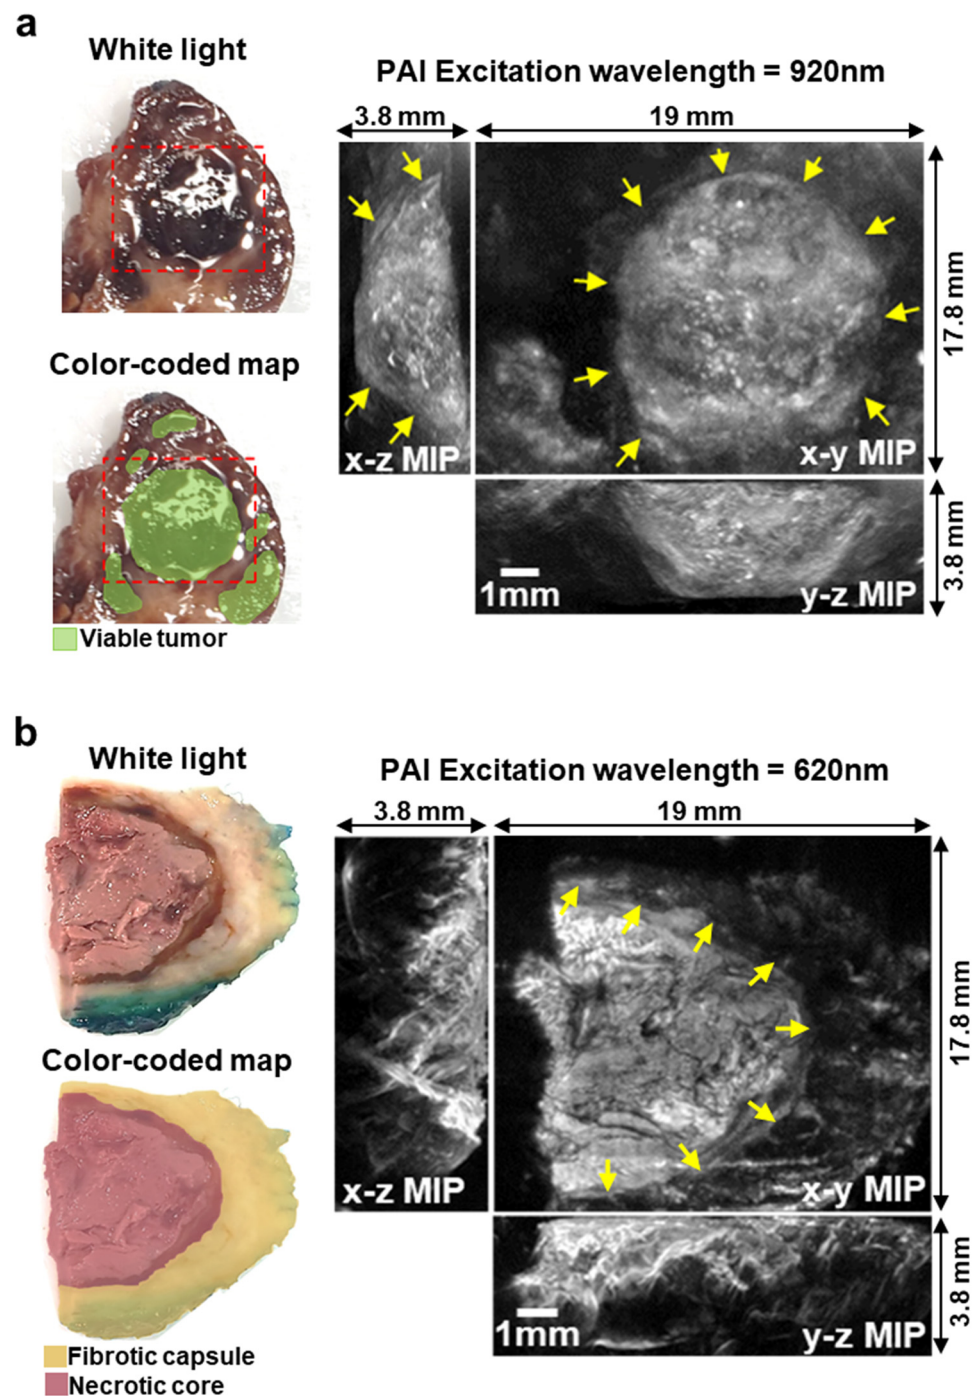 a
White light
PAI Excitation wavelength = 920nm
3.8 mm
19 mm
17.8 mm
Color-coded map
x-z MIP
x-y MIP
3.8 mm
1mm
y-z MIP
Viable tumor
b
White light
PAI Excitation wavelength = 620nm
3.8 mm
19 mm
17.8 mm
Color-coded map
x-z MIP
x-y MIP
3.8 mm
1mm
y-z MIP
Fibrotic capsule
Necrotic core